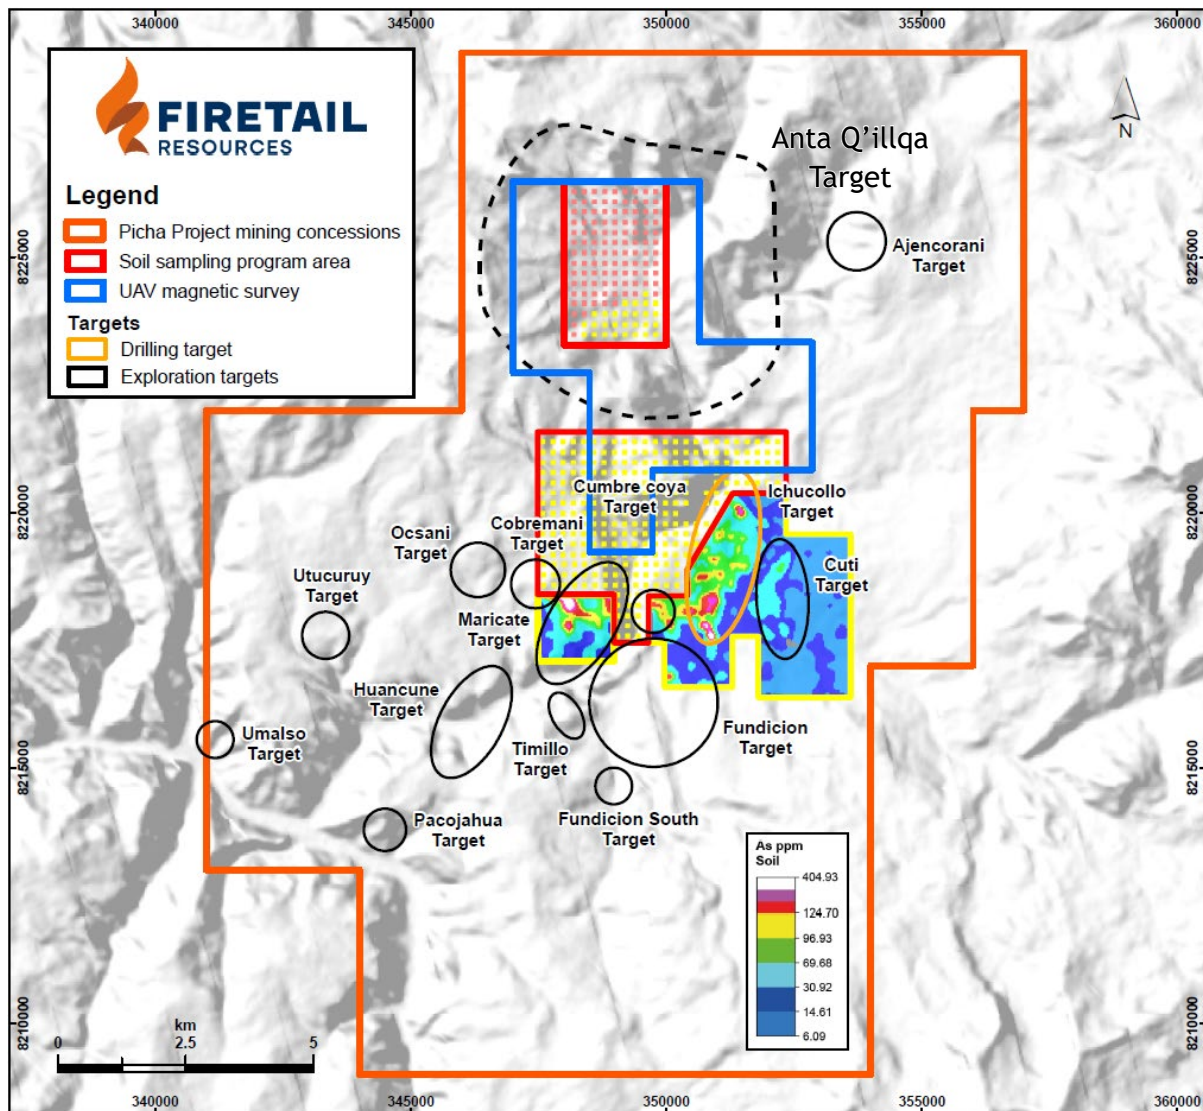 340000
345000
350000
355000
360000
FIRETAIL
RESOURCES
Legend
Picha Project mining concessions
Soil sampling program area
UAV magnetic survey
Targets
Drilling target
Exploration targets
N
Anta Q’illqa
Target
Ajencorani
Target
8225000
8225000
Cumbre coya
Target
Ichucollo
Target
8220000
8220000
Cobremani
Target
Ocsani
Target
Utucuruy
Target
Cuti
Target
Maricate
Target
Huancune
Target
Umalso
Target
Timillo
Target
Fundicion
Target
8215000
8215000
Pacojahua
Target
Fundicion South
Target
As ppm
Soil
404.93
124.70
96.93
69.68
30.92
14.61
6.09
8210000
8210000
km
0
2.5
5
340000
345000
350000
355000
360000